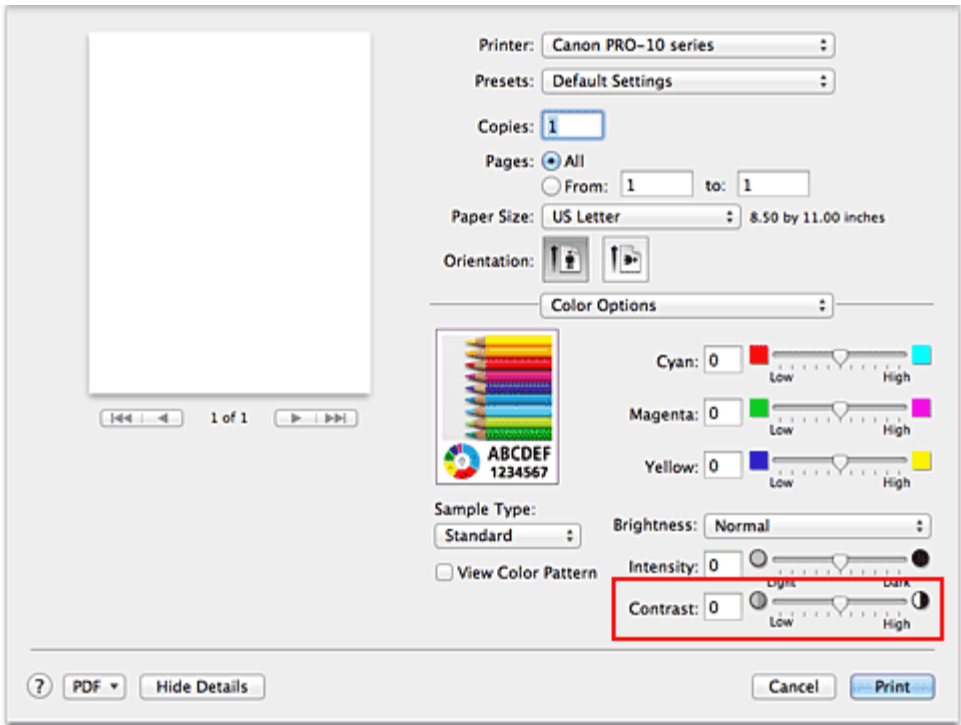 Printer: Canon PRO-10 series
Presets: Default Settings
Copies: 1
Pages: All
From: 1 to: 1
Paper Size: US Letter 8.50 by 11.00 inches
Orientation:
Color Options
1 of 1
ABCDEF
1234567
Cyan: 0
Low High
Magenta: 0
Low High
Yellow: 0
Low High
Sample Type:
Standard
View Color Pattern
Brightness: Normal
Intensity: 0
Light Dark
Contrast: 0
Low High
? PDF Hide Details Cancel Print